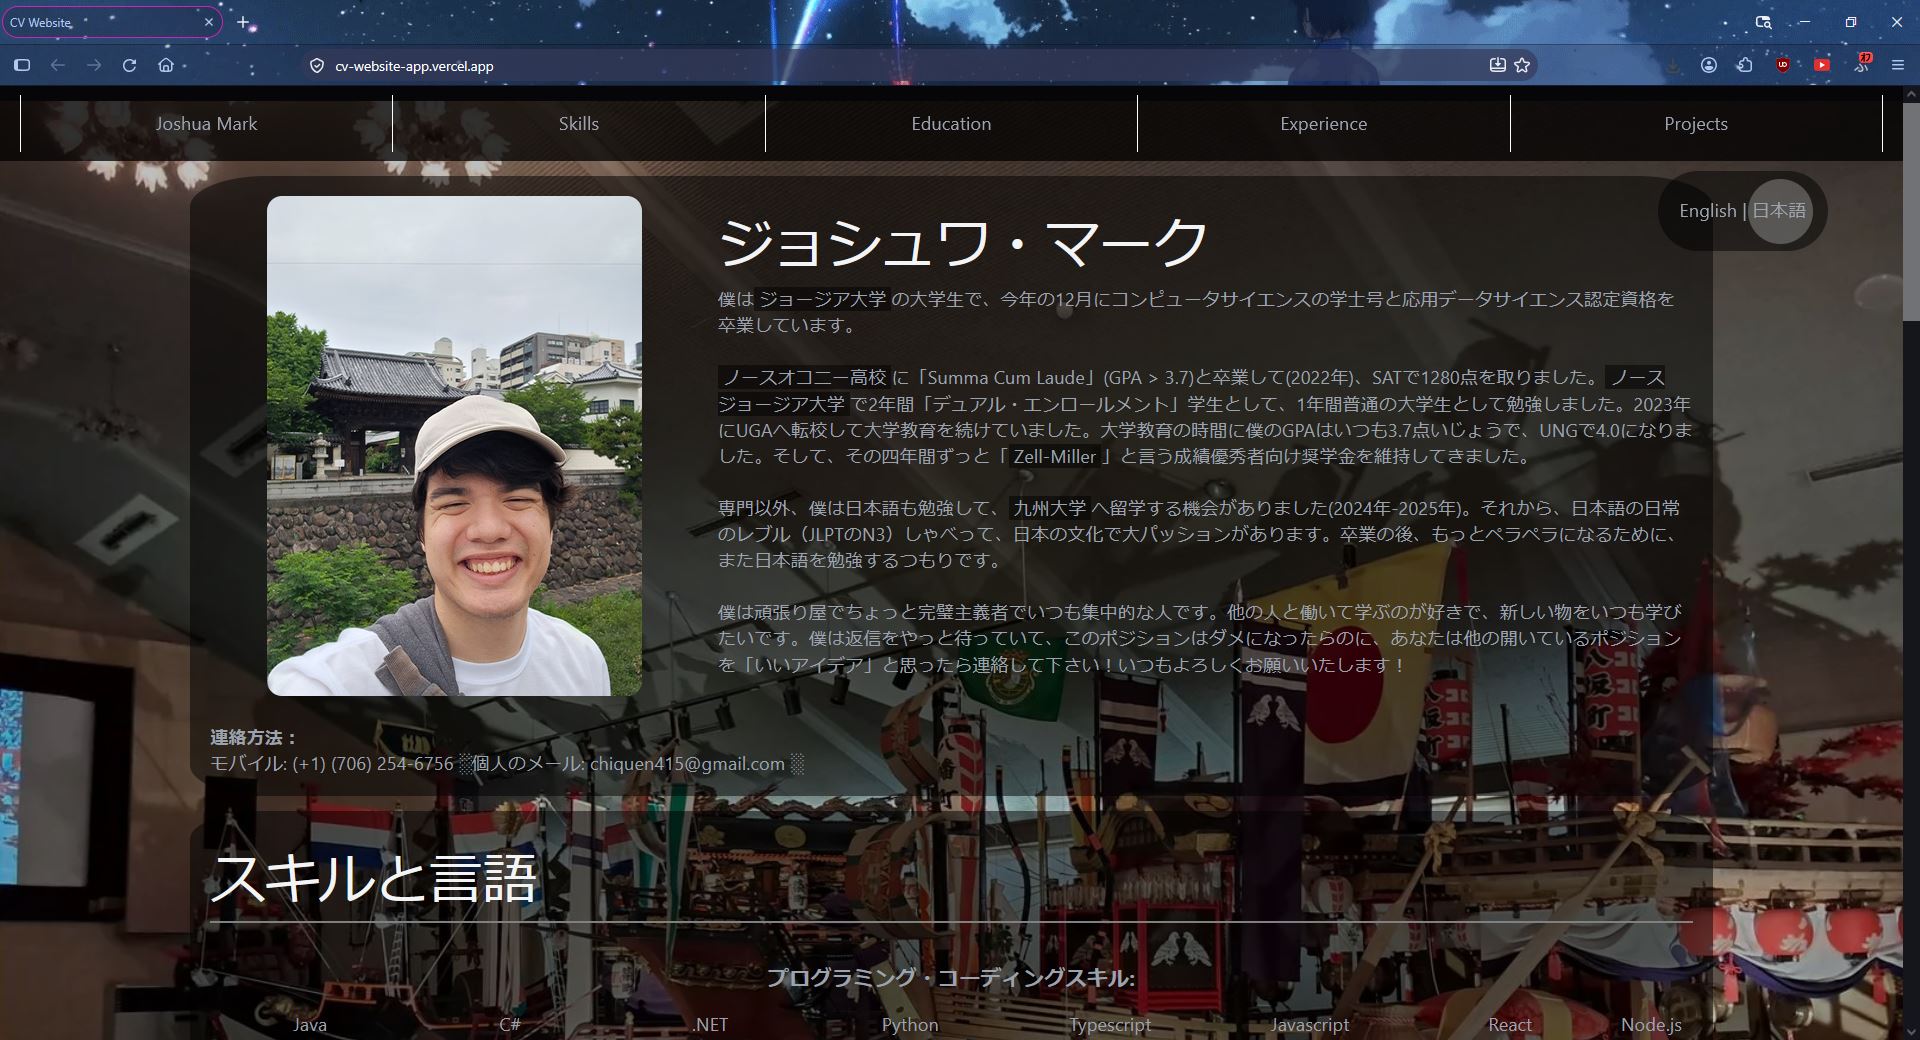 CV Website
cv-website-app.vercel.app
Joshua Mark
Skills
Education
Experience
Projects
English | 日本語
ジョシュワ・マーク
僕は ジョージア大学 の大学生で、今年の12月にコンピュータサイエンスの学士号と応用データサイエンス認定資格を
卒業しています。
ノースオコニー高校 に「Summa Cum Laude」(GPA > 3.7)と卒業して(2022年)、SATで1280点を取りました。 ノース
ジョージア大学 で2年間「デュアル・エンロールメント」学生として、1年間普通の大学生として勉強しました。2023年
にUGAへ転校して大学教育を続けていました。大学教育の時間に僕のGPAはいつも3.7点いじょうで、UNGで4.0になりま
した。そして、その四年間ずっと「 Zell-Miller 」と言う成績優秀者向け奨学金を維持してきました。
専門以外、僕は日本語も勉強して、 九州大学 へ留学する機会がありました(2024年-2025年)。それから、日本語の日常
のレブル（JLPTのN3）しゃべって、日本の文化で大パッションがあります。卒業の後、もっとペラペラになるために、
また日本語を勉強するつもりです。
僕は頑張り屋でちょっと完璧主義者でいつも集中的な人です。他の人と働いて学ぶのが好きで、新しい物をいつも学び
たいです。僕は返信をやっと待っていて、このポジションはダメになったらのに、あなたは他の開いているポジション
を「いいアイデア」と思ったら連絡して下さい！いつもよろしくお願いいたします！
連絡方法：
モバイル: (+1) (706) 254-6756 ░個人のメール: chiquen415@gmail.com ░
スキルと言語
プログラミング・コーディングスキル:
Java
C#
.NET
Python
Typescript
Javascript
React
Node.js